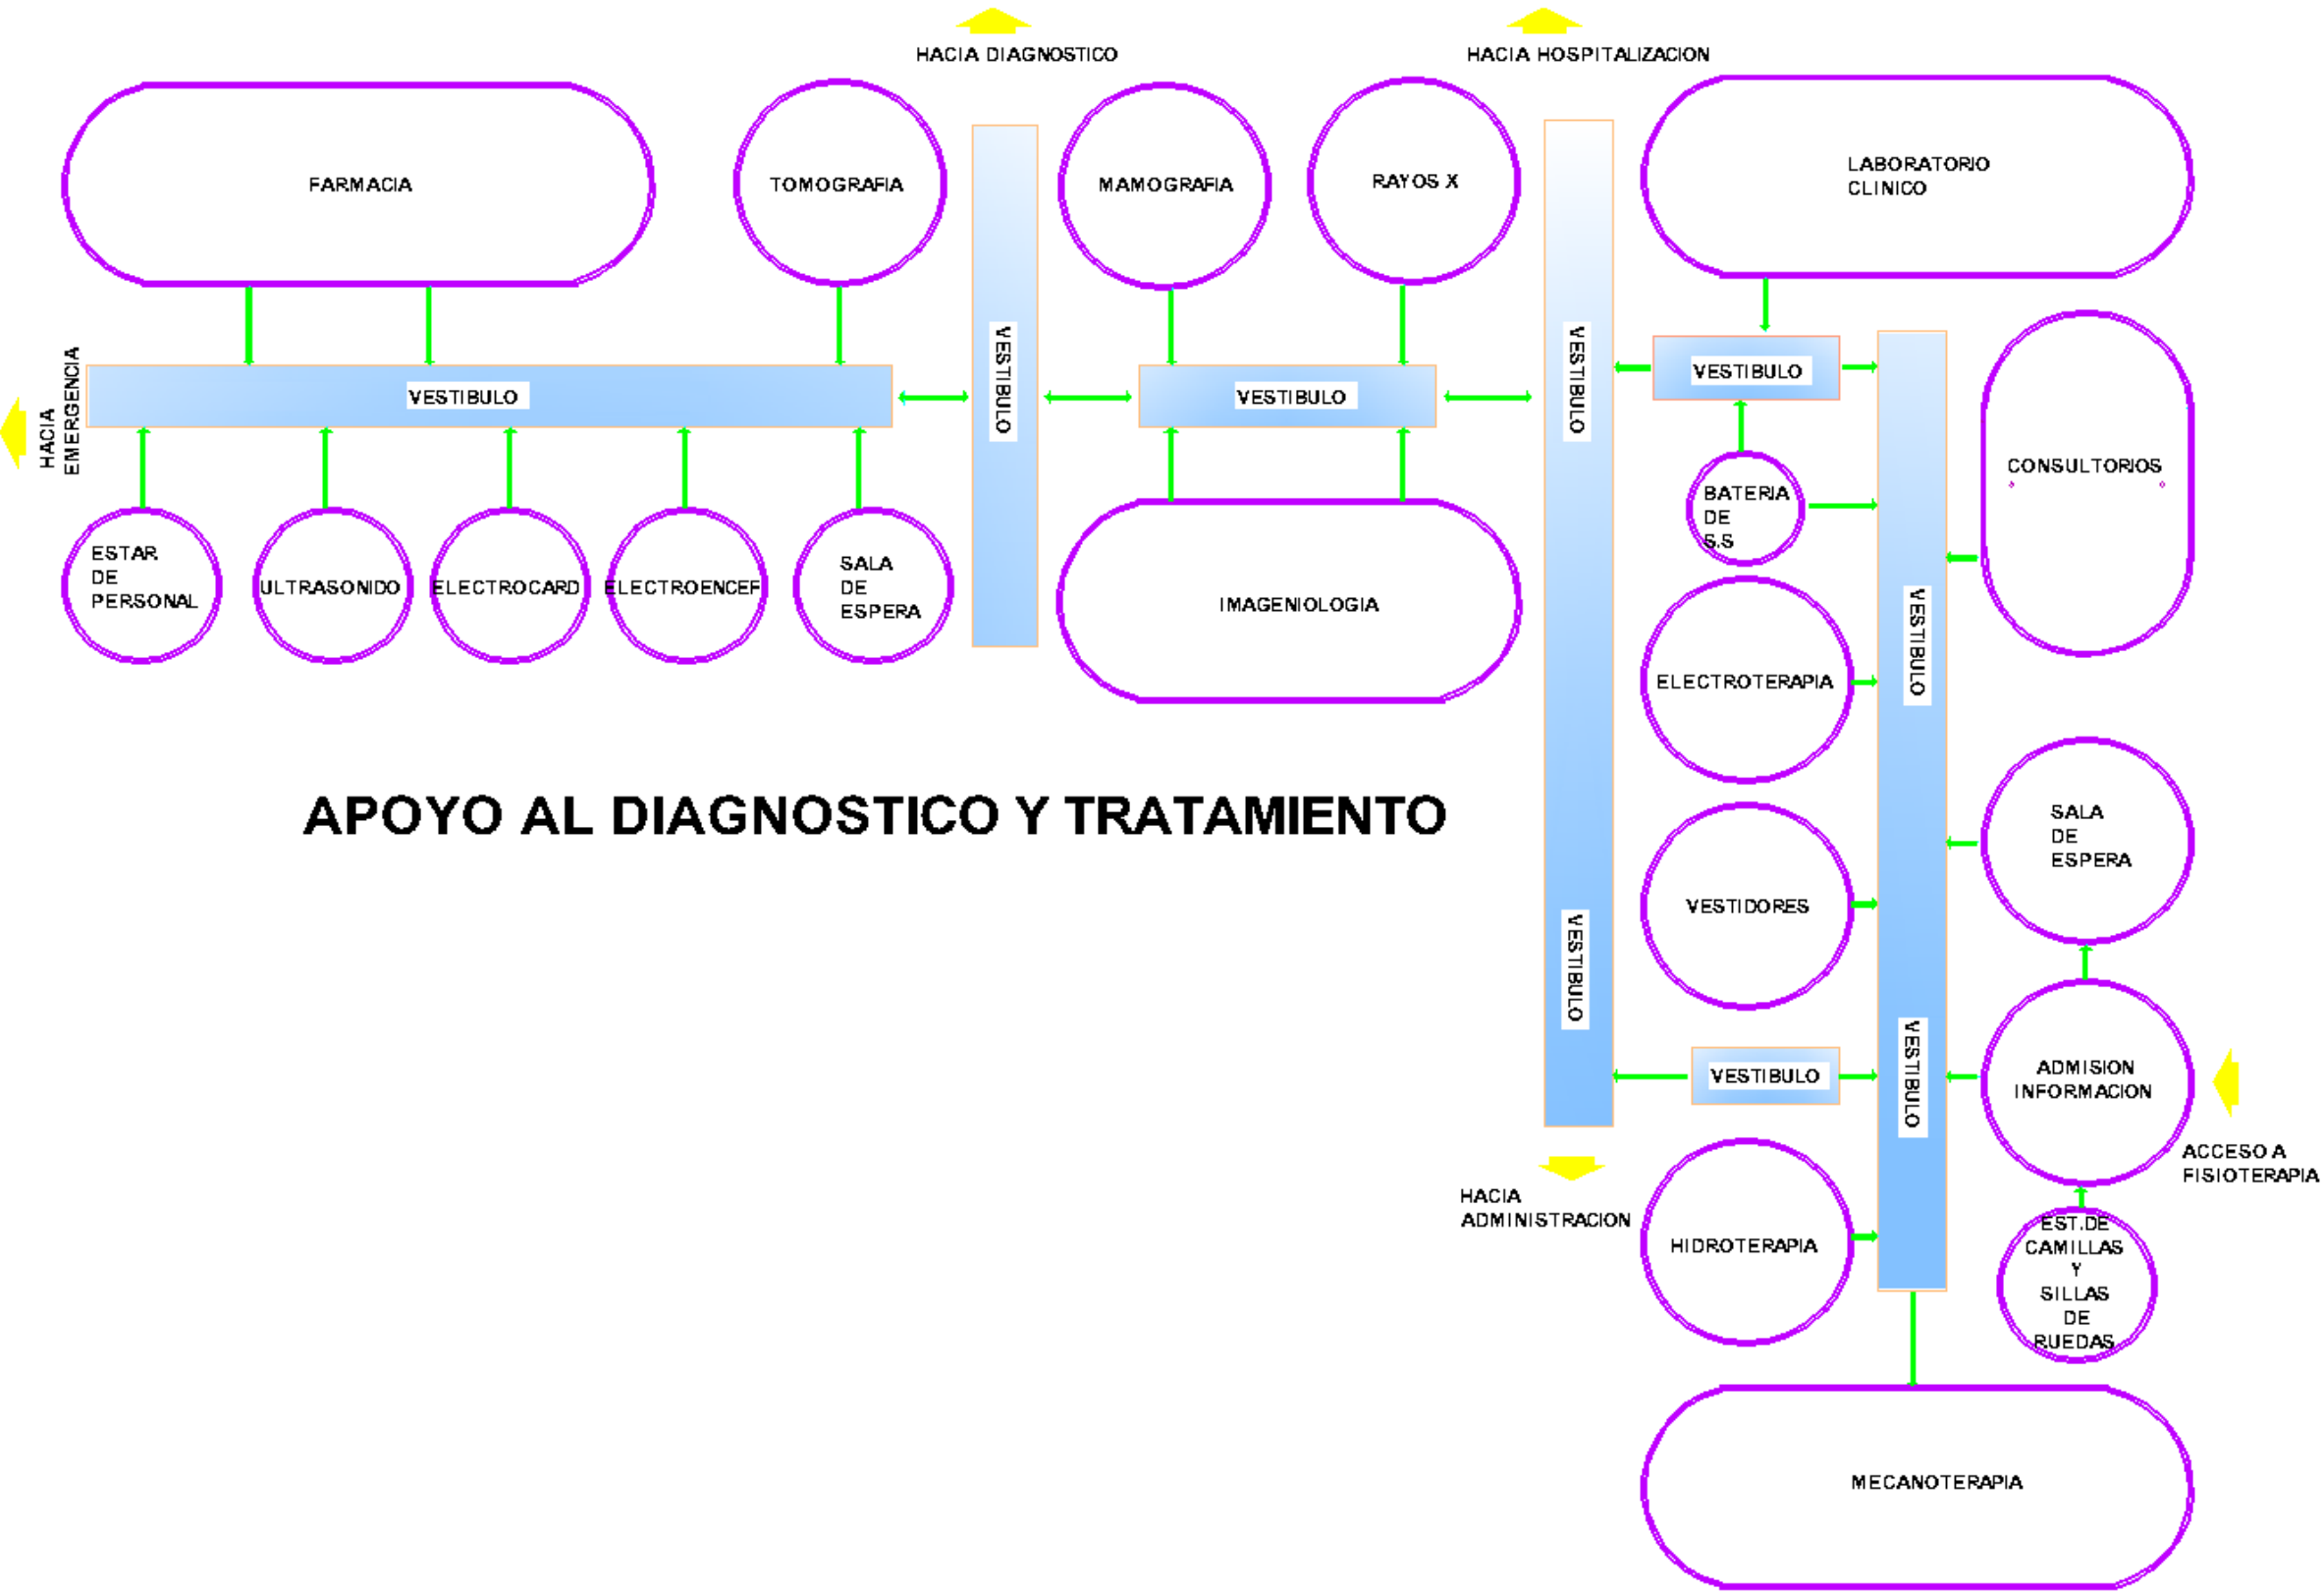 HACIA DIAGNOSTICO
HACIA HOSPITALIZACION
FARMACIA
TOMOGRAFIA
MAMOGRAFIA
RAYOS X
LABORATORIO
CLINICO
HACIA
EMERGENCIA
VESTIBULO
VESTIBULO
VESTIBULO
VESTIBULO
VESTIBULO
CONSULTORIOS
BATERIA
DE
S.S
ESTAR
DE
PERSONAL
ULTRASONIDO
ELECTROCARD
ELECTROENCEF
SALA
DE
ESPERA
IMAGENIOLOGIA
VESTIBULO
ELECTROTERAPIA
APOYO AL DIAGNOSTICO Y TRATAMIENTO
SALA
DE
ESPERA
VESTIDORES
VESTIBULO
VESTIBULO
VESTIBULO
ADMISION
INFORMACION
ACCESO A
FISIOTERAPIA
HACIA
ADMINISTRACION
HIDROTERAPIA
EST.DE
CAMILLAS
Y
SILLAS
DE
RUEDAS
MECANOTERAPIA